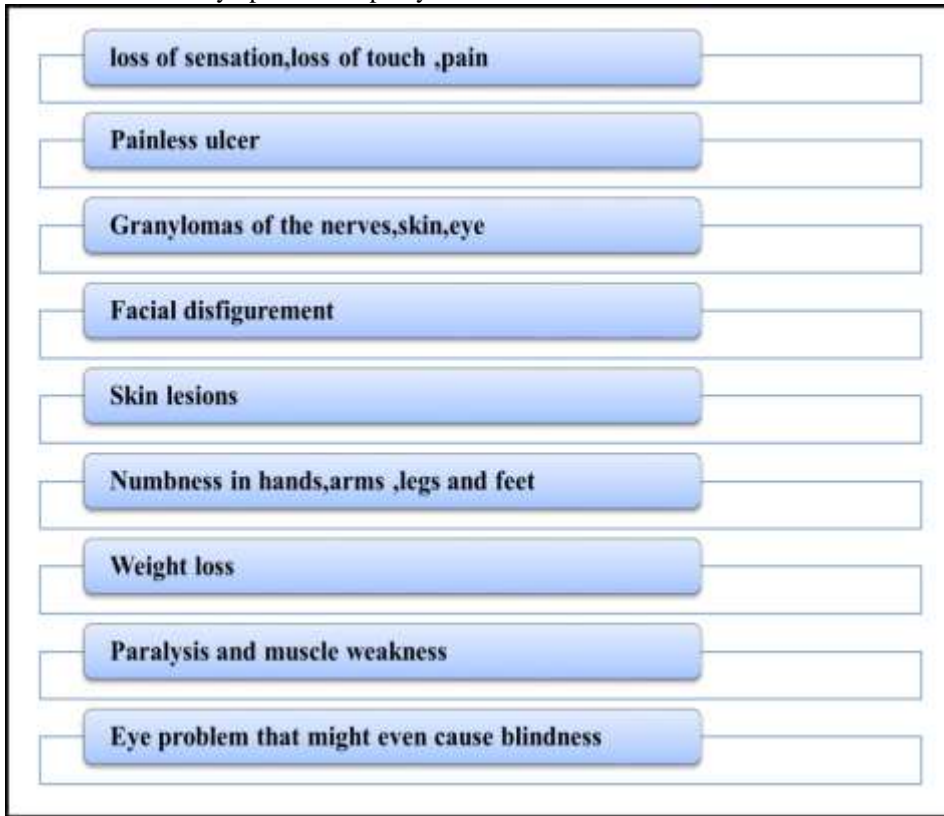 loss of sensation,loss of touch ,pain
Painless ulcer
Granylomas of the nerves,skin,eye
Facial disfigurement
Skin lesions
Numbness in hands,arms ,legs and feet
Weight loss
Paralysis and muscle weakness
Eye problem that might even cause blindness